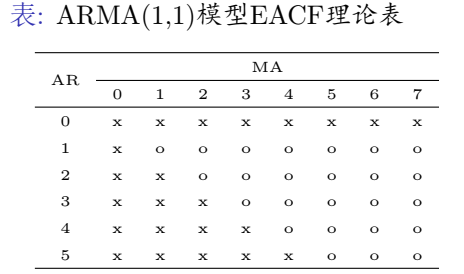 表: ARMA(1,1)模型EACF理论表
MA
AR
0 1 2 3 4 5 6 7
0 x x x x x x x x
1 x o o o o o o o
2 x x o o o o o o
3 x x x o o o o o
4 x x x x o o o o
5 x x x x x o o o